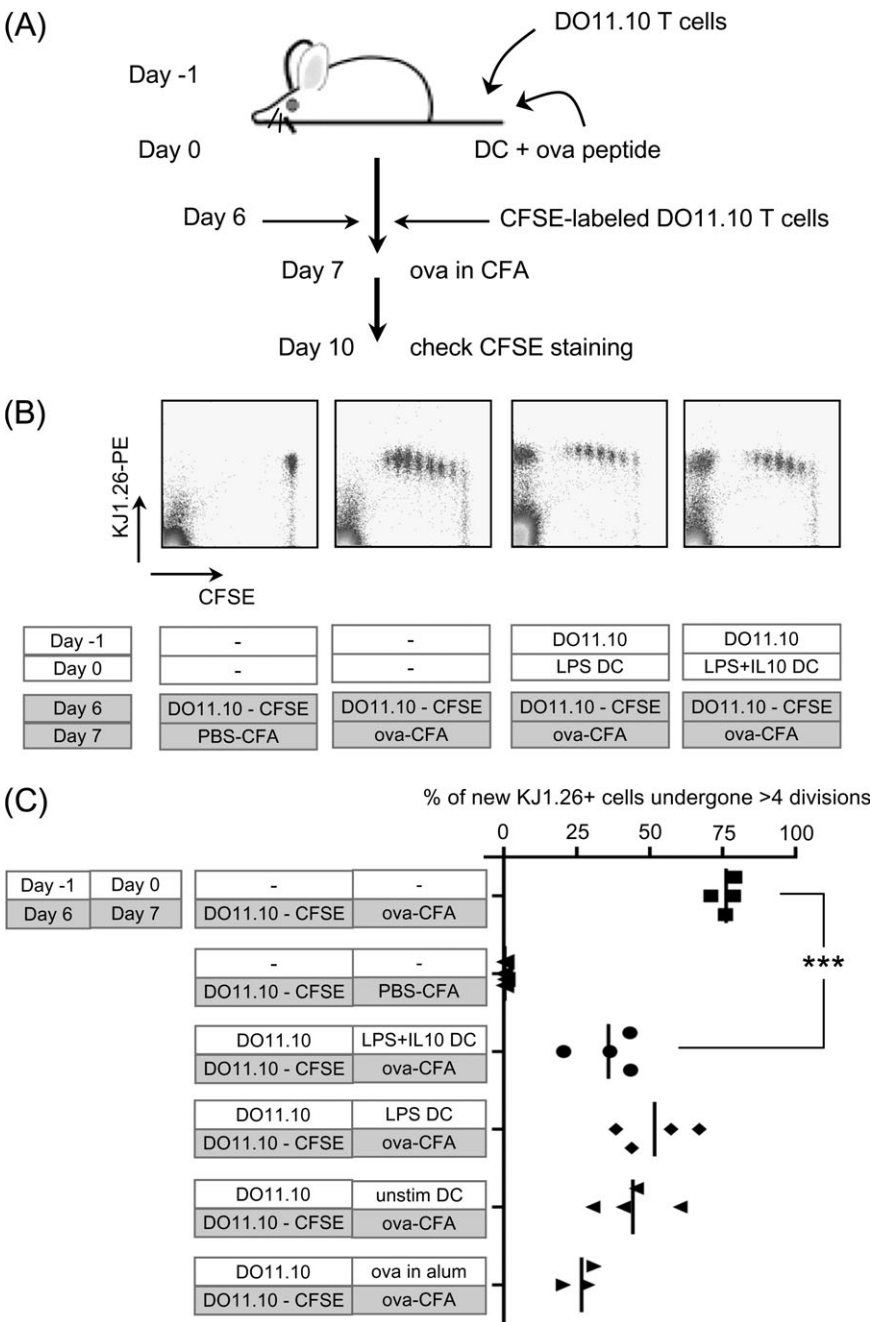 (A)
DO11.10 T cells
Day -1
Day 0
DC + ova peptide
Day 6
CFSE-labeled DO11.10 T cells
Day 7 ova in CFA
Day 10 check CFSE staining
(B)
KJ1.26-PE
CFSE
Day -1 - - DO11.10 DO11.10
Day 0 - - LPS DC LPS+IL10 DC
Day 6 DO11.10 - CFSE DO11.10 - CFSE DO11.10 - CFSE DO11.10 - CFSE
Day 7 PBS-CFA ova-CFA ova-CFA ova-CFA
(C)
% of new KJ1.26+ cells undergone >4 divisions
0 25 50 75 100
Day -1 Day 0 - -
Day 6 Day 7 DO11.10 - CFSE ova-CFA
- -
DO11.10 - CFSE PBS-CFA
***
DO11.10 LPS+IL10 DC
DO11.10 - CFSE ova-CFA
DO11.10 LPS DC
DO11.10 - CFSE ova-CFA
DO11.10 unstim DC
DO11.10 - CFSE ova-CFA
DO11.10 ova in alum
DO11.10 - CFSE ova-CFA